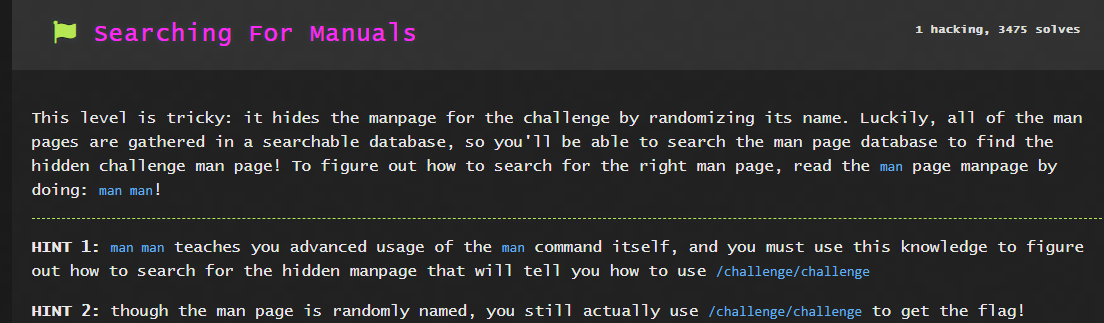 Searching For Manuals
1 hacking, 3475 solves
This level is tricky: it hides the manpage for the challenge by randomizing its name. Luckily, all of the man
pages are gathered in a searchable database, so you'll be able to search the man page database to find the
hidden challenge man page! To figure out how to search for the right man page, read the man page manpage by
doing: man man!
HINT 1: man man teaches you advanced usage of the man command itself, and you must use this knowledge to figure
out how to search for the hidden manpage that will tell you how to use /challenge/challenge
HINT 2: though the man page is randomly named, you still actually use /challenge/challenge to get the flag!